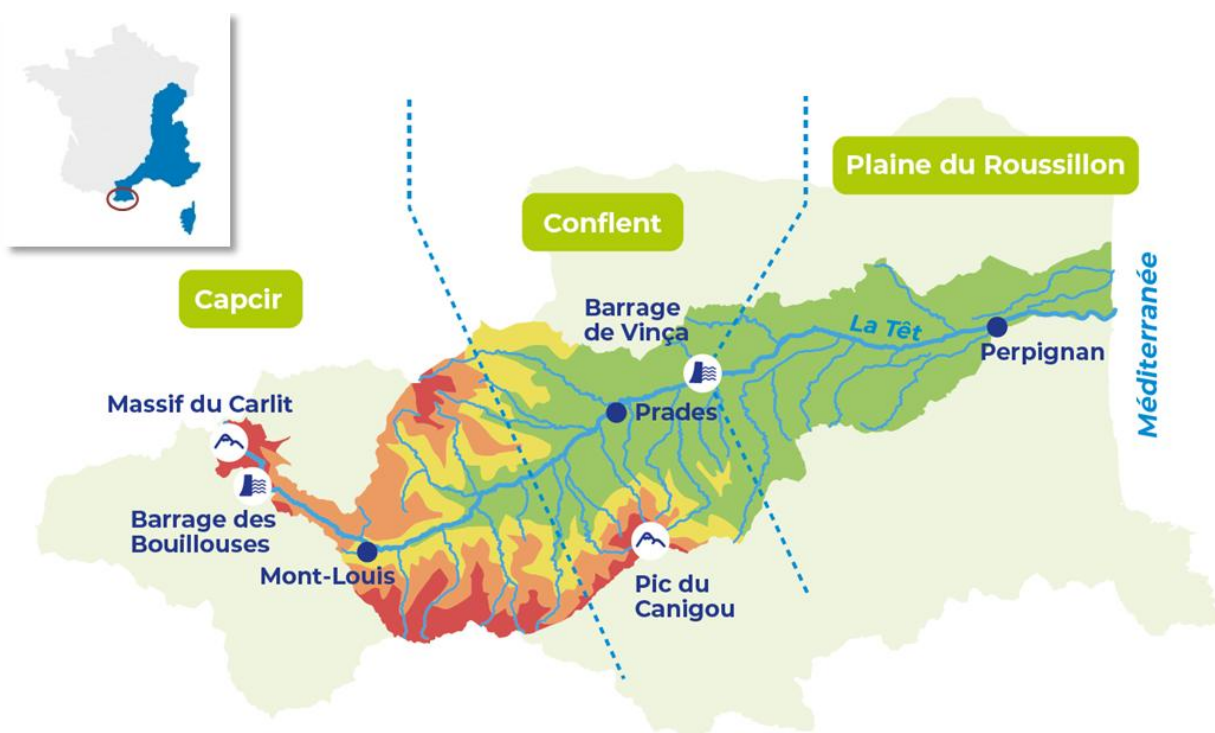 Plaine du Roussillon
Conflent
Capcir
Barrage
de Vinça
La Têt
Méditerranée
Perpignan
Massif du Carlit
Prades
Barrage des
Bouillouses
Mont-Louis
Pic du
Canigou